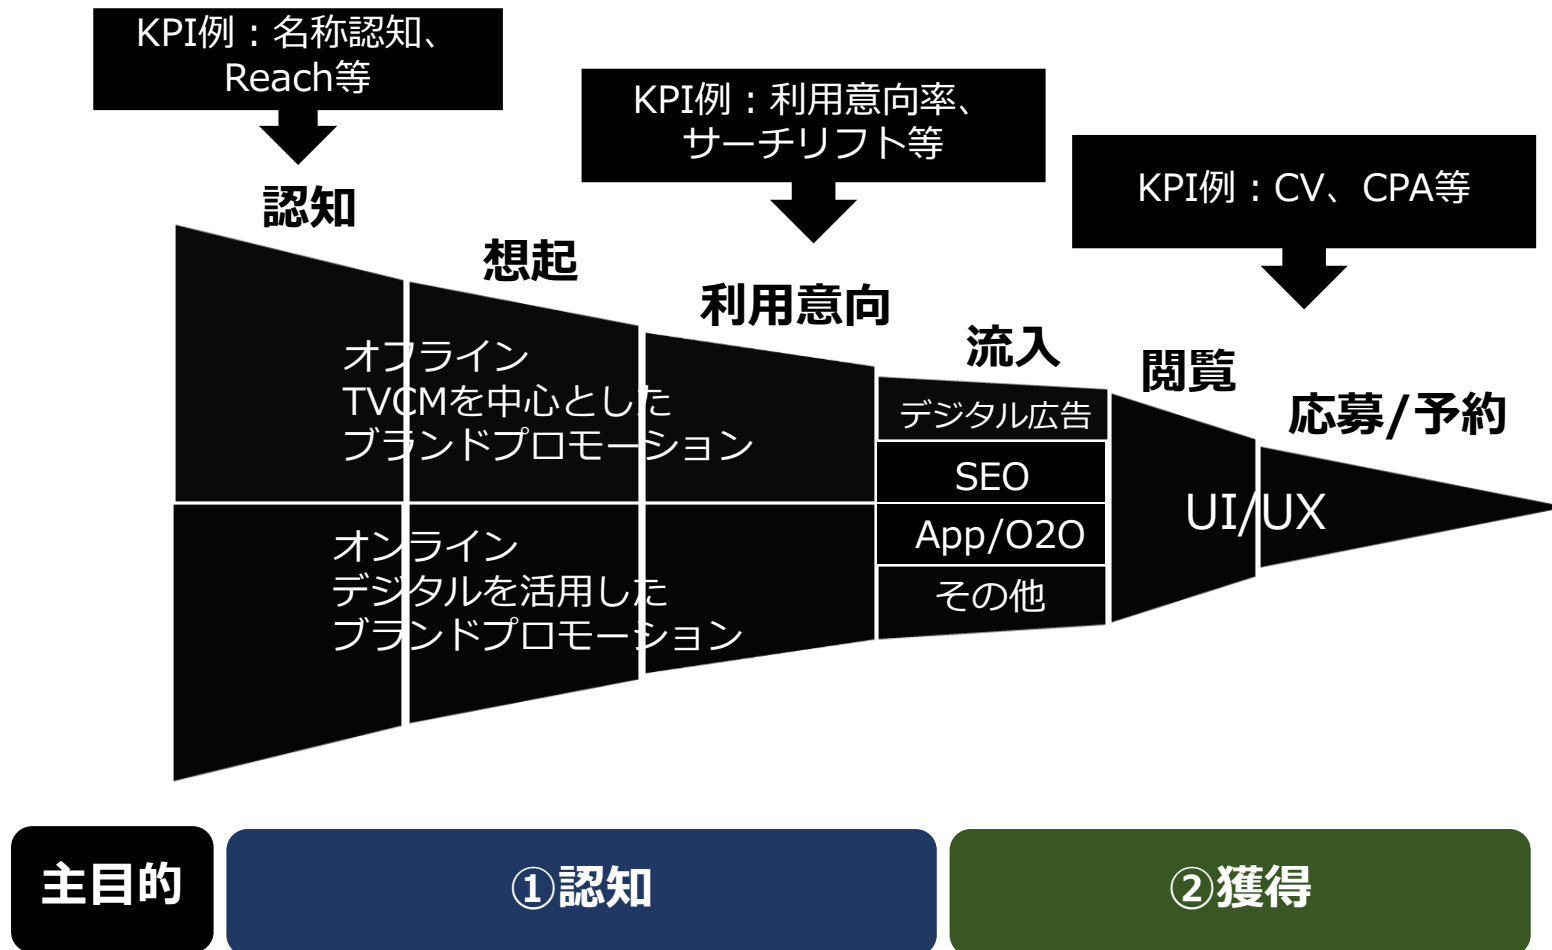 KPI例：名称認知、
Reach等
KPI例：利用意向率、
サーチリフト等
KPI例：CV、CPA等
認知
想起
利用意向
流入
閲覧
応募/予約
オフライン
TVCMを中心とした
ブランドプロモーション
オンライン
デジタルを活用した
ブランドプロモーション
デジタル広告
SEO
App/O2O
その他
UI/UX
主目的
①認知
②獲得